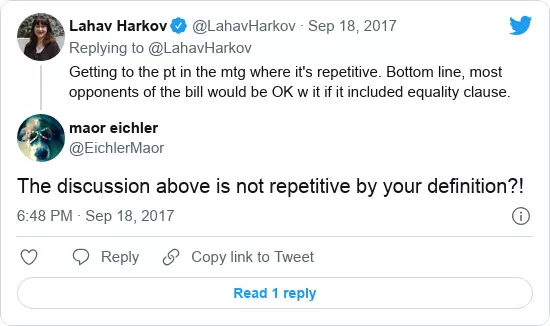 Lahav Harkov @LahavHarkov · Sep 18, 2017
Replying to @LahavHarkov
Getting to the pt in the mtg where it's repetitive. Bottom line, most
opponents of the bill would be OK w it if it included equality clause.
maor eichler
@EichlerMaor
The discussion above is not repetitive by your definition?!
6:48 PM · Sep 18, 2017
Reply Copy link to Tweet
Read 1 reply